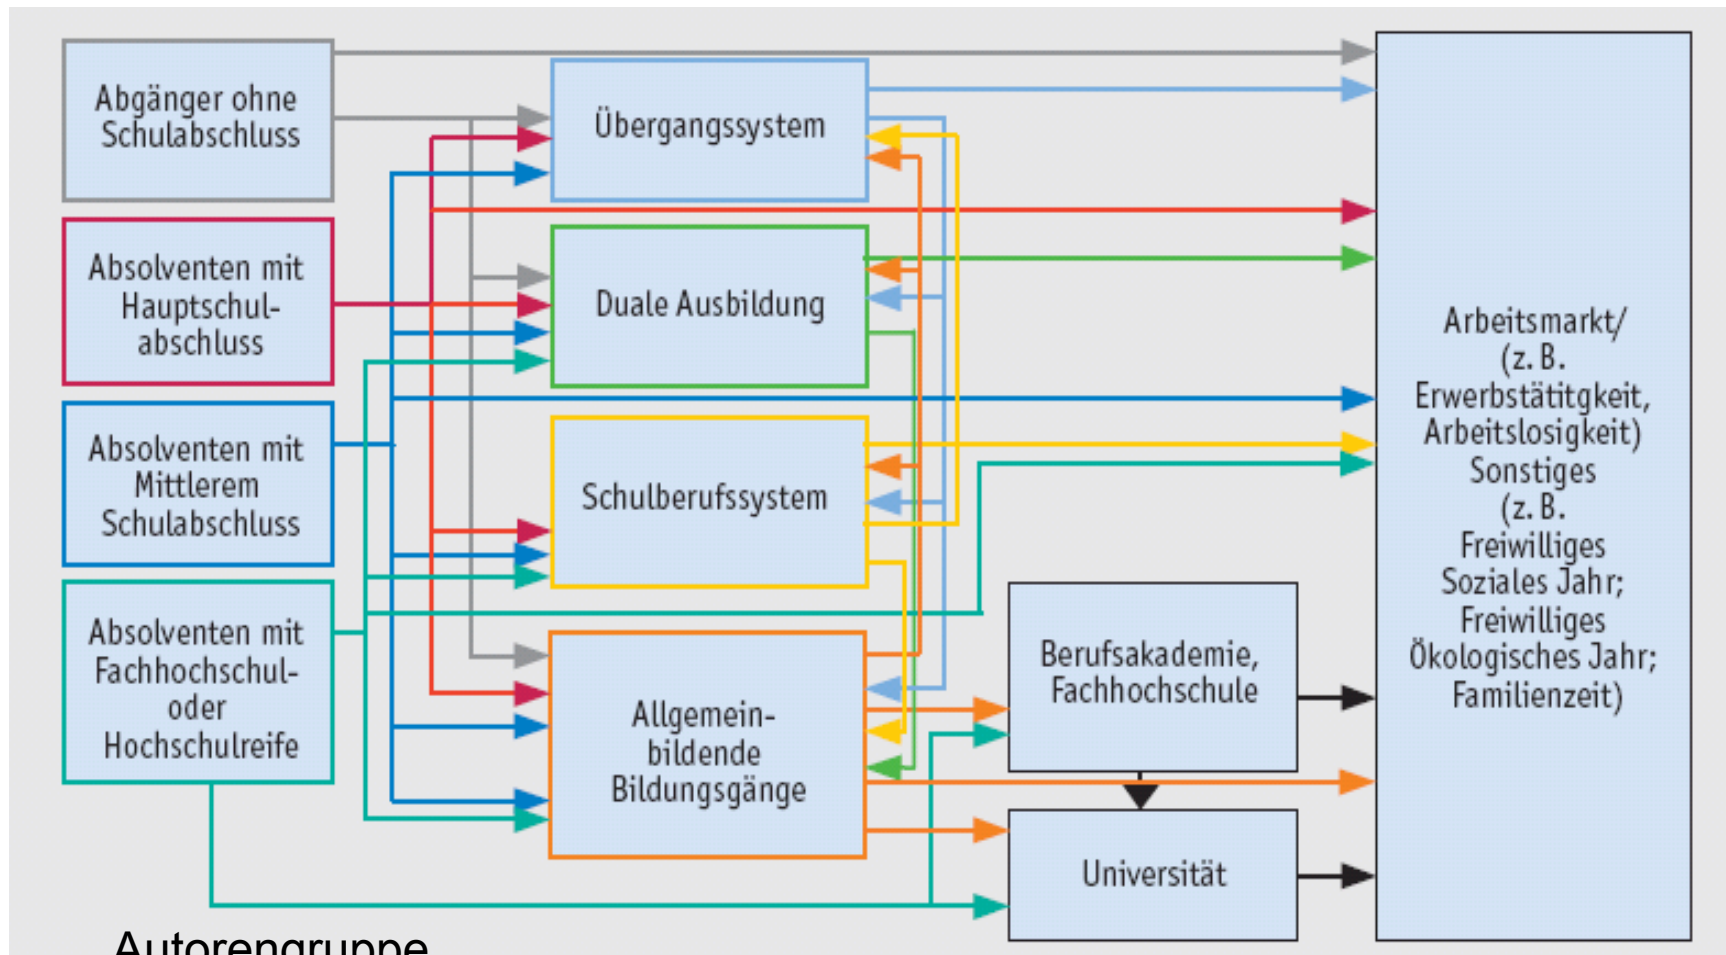 Abgänger ohne
Schulabschluss
Absolventen mit
Hauptschul-
abschluss
Absolventen mit
Mittlerem
Schulabschluss
Absolventen mit
Fachhochschul-
oder
Hochschulreife
Übergangssystem
Duale Ausbildung
Schulberufssystem
Allgemein-
bildende
Bildungsgänge
Berufsakademie,
Fachhochschule
Universität
Arbeitsmarkt/
(z. B.
Erwerbstätitgkeit,
Arbeitslosigkeit)
Sonstiges
(z. B.
Freiwilliges
Soziales Jahr;
Freiwilliges
Ökologisches Jahr;
Familienzeit)
Autorengruppe